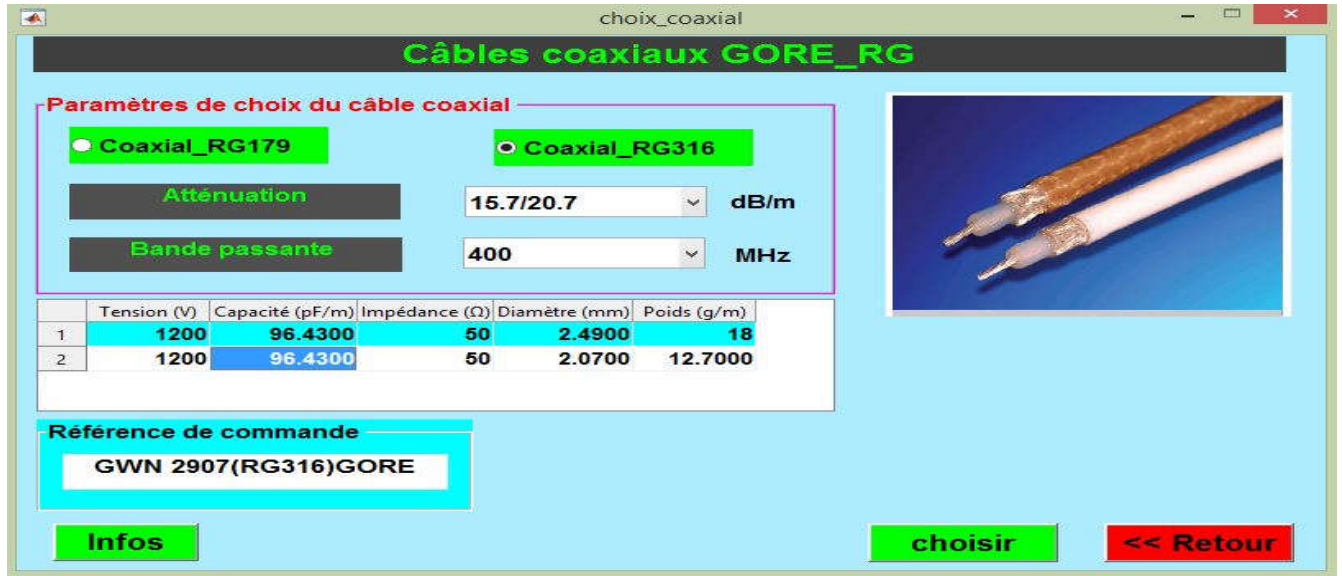 choix_coaxial
Câbles coaxiaux GORE_RG
Paramètres de choix du câble coaxial
Coaxial_RG179 Coaxial_RG316
Atténuation 15.7/20.7 dB/m
Bande passante 400 MHz
Tension (V) Capacité (pF/m) Impédance (Ω) Diamètre (mm) Poids (g/m)
1 1200 96.4300 50 2.4900 18
2 1200 96.4300 50 2.0700 12.7000
Référence de commande
GWN 2907(RG316)GORE
Infos choisir << Retour